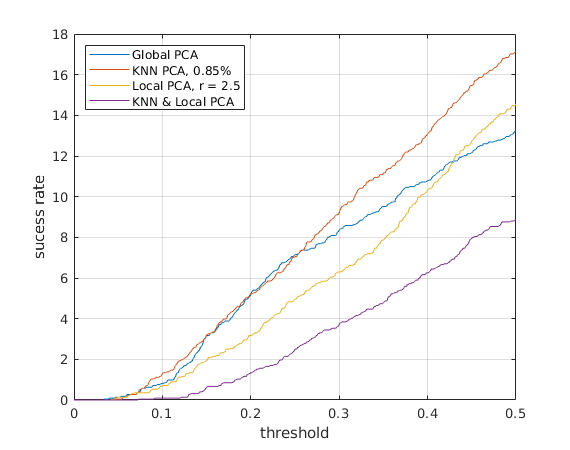 18
16
14
12
10
8
6
4
2
0
sucess rate
Global PCA
KNN PCA, 0.85%
Local PCA, r = 2.5
KNN & Local PCA
0
0.1
0.2
0.3
0.4
0.5
threshold